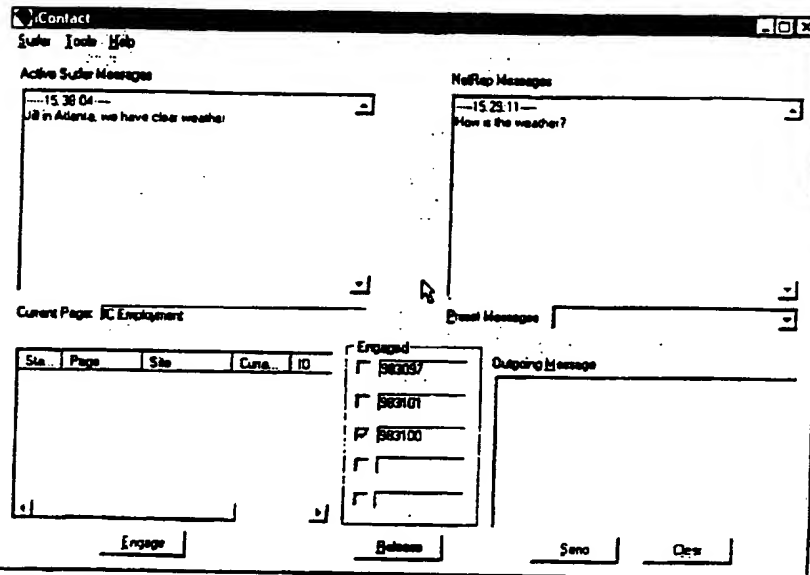 iContact
Surfer Tools Help
Active Surfer Messages
----15.38.04---
in Atlanta, we have clear weather
NetRep Messages
----15.29.11----
How is the weather?
Current Page: IC Employment
Preset Messages
Sta... Page Site Curre... ID
Engaged
983097
983101
983100
Outgoing Message
Engage
Release
Send
Clear